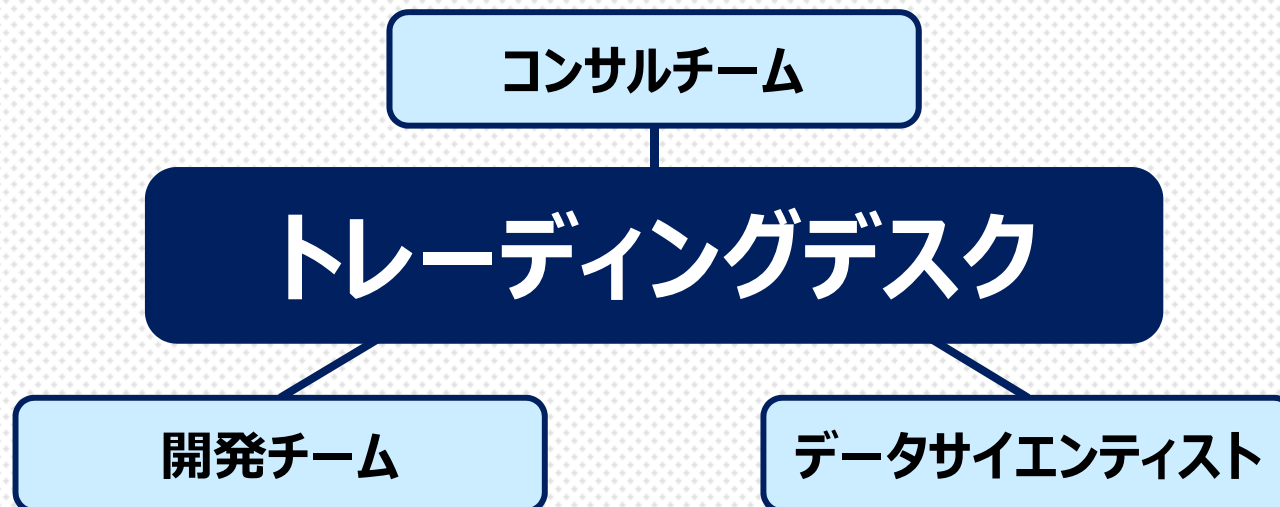 コンサルチーム
トレーディングデスク
開発チーム
データサイエンティスト